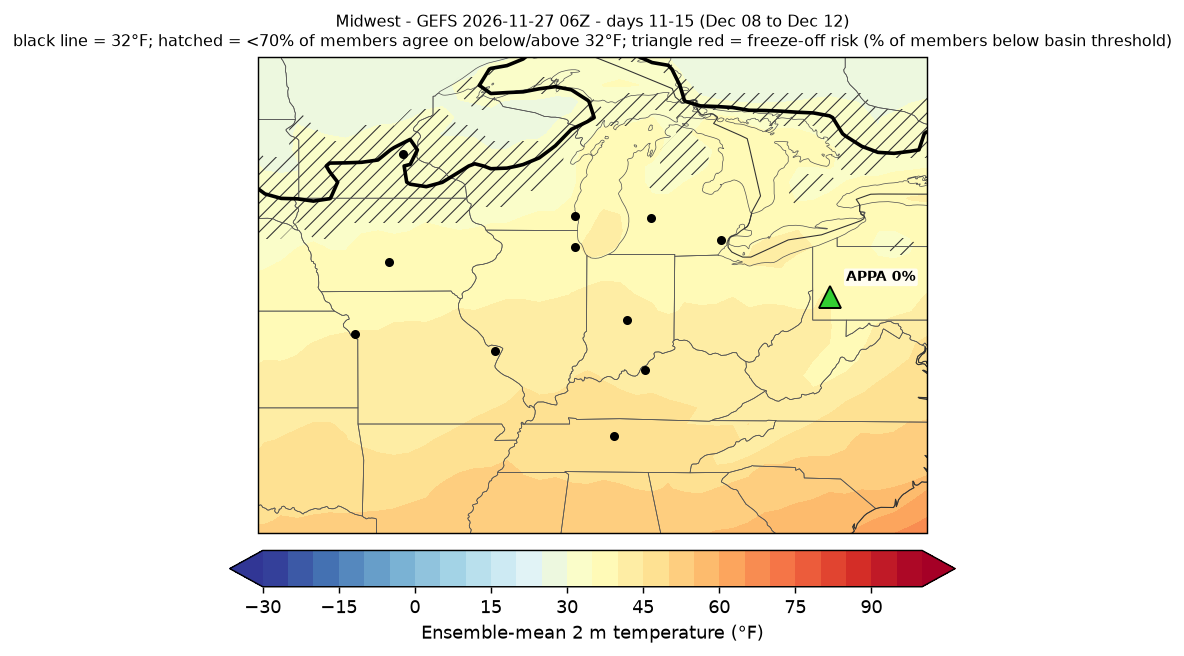 Midwest - GEFS 2026-11-27 06Z - days 11-15 (Dec 08 to Dec 12)
black line = 32°F; hatched = <70% of members agree on below/above 32°F; triangle red = freeze-off risk (% of members below basin threshold)
APPA 0%
−30 −15 0 15 30 45 60 75 90
Ensemble-mean 2 m temperature (°F)